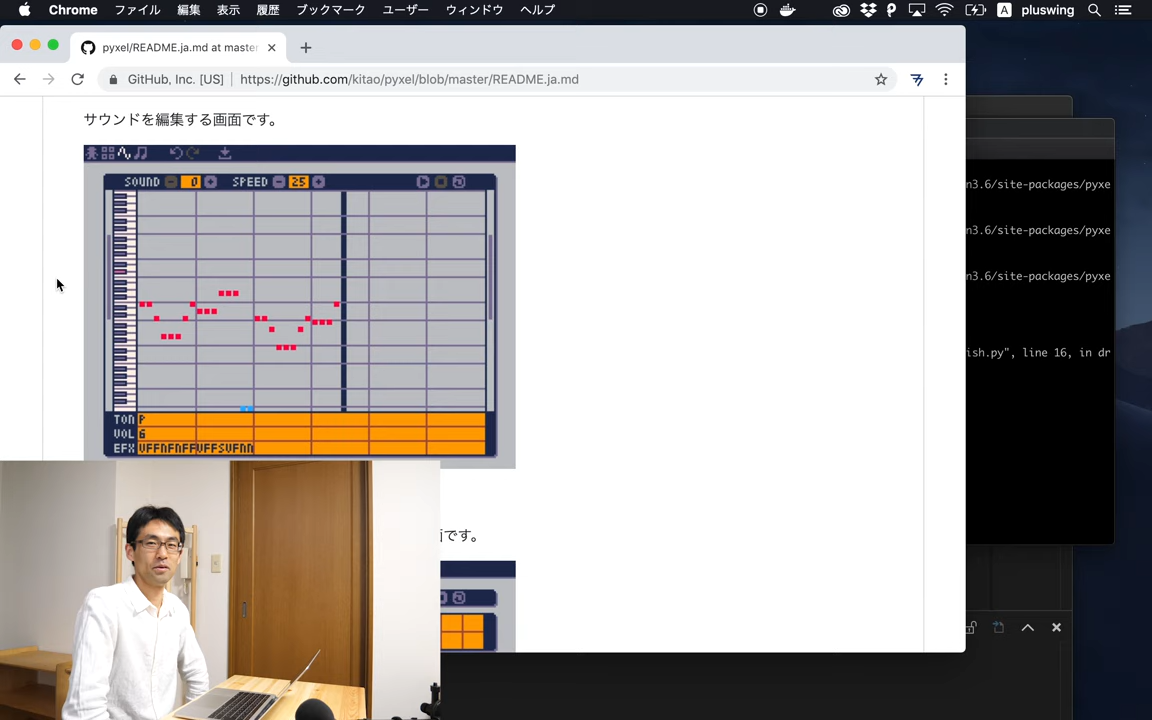 Chrome ファイル 編集 表示 履歴 ブックマーク ユーザー ウィンドウ ヘルプ A pluswing
pyxel/README.ja.md at master
GitHub, Inc. [US] https://github.com/kitao/pyxel/blob/master/README.ja.md
サウンドを編集する画面です。
SOUND 0 SPEED 25
TON P
VOL 6
EFX VFFNFNFFVFFSVFNN
です。
n3.6/site-packages/pyxe
n3.6/site-packages/pyxe
n3.6/site-packages/pyxe
ish.py", line 16, in dr